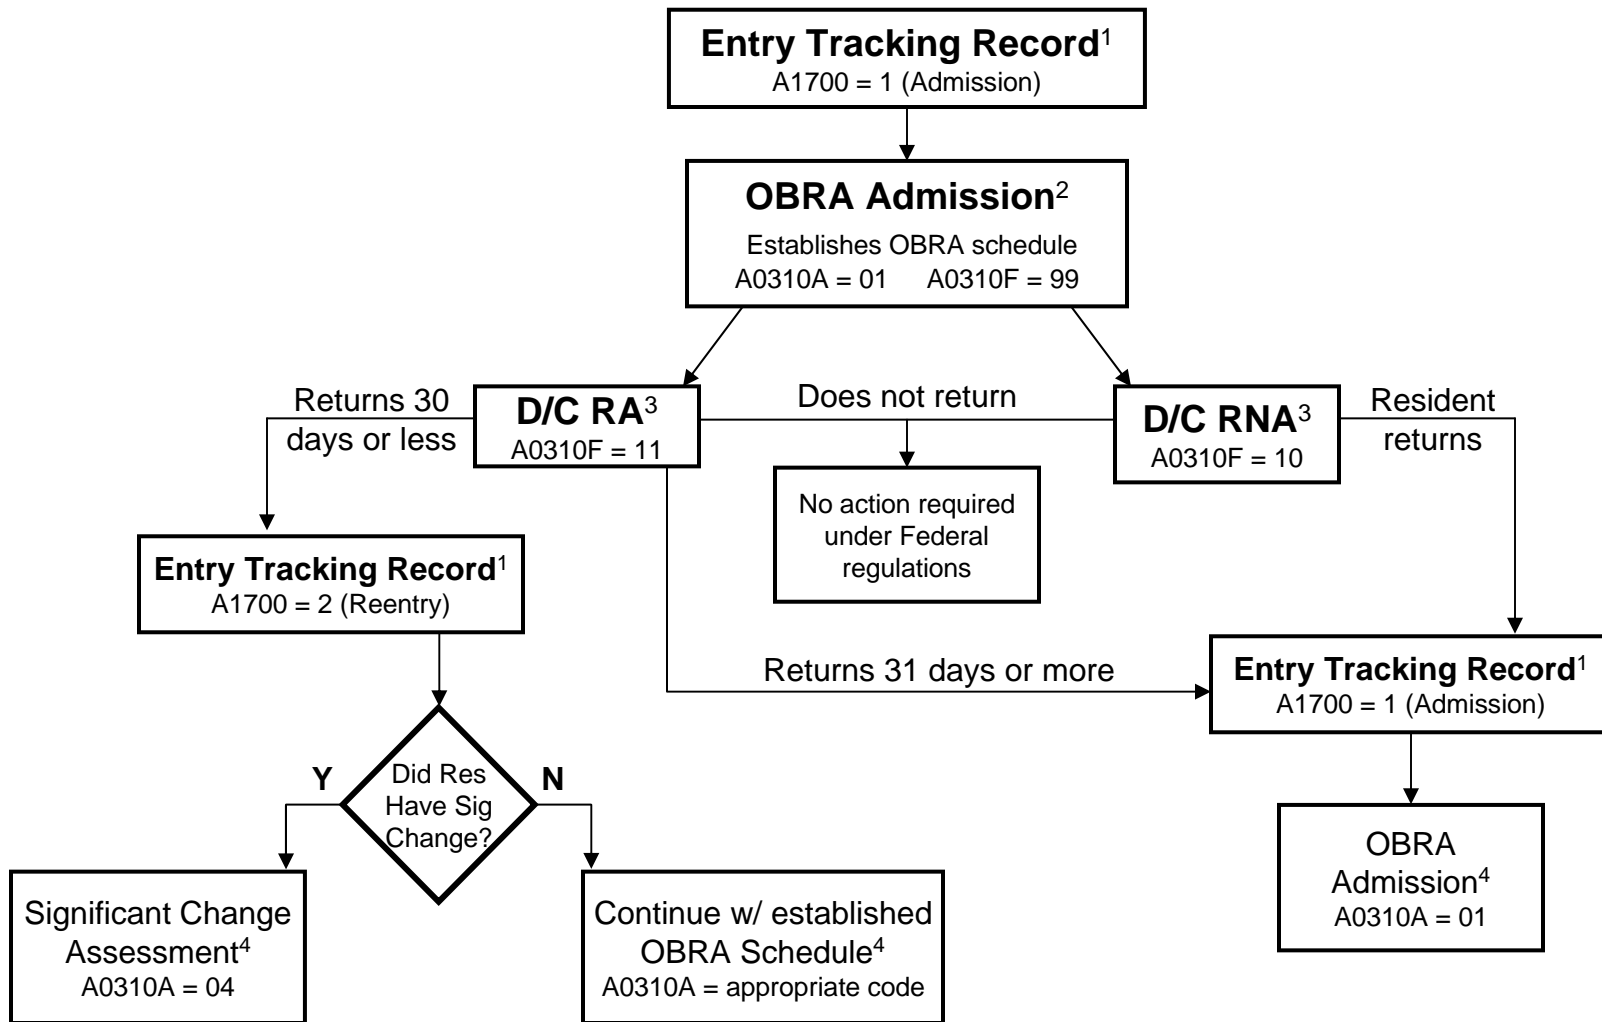 Entry Tracking Record¹
A1700 = 1 (Admission)
OBRA Admission²
Establishes OBRA schedule
A0310A = 01 A0310F = 99
Returns 30
days or less
D/C RA³
A0310F = 11
Does not return
D/C RNA³
A0310F = 10
Resident
returns
No action required
under Federal
regulations
Entry Tracking Record¹
A1700 = 2 (Reentry)
Returns 31 days or more
Entry Tracking Record¹
A1700 = 1 (Admission)
Y
Did Res
Have Sig
Change?
N
Significant Change
Assessment⁴
A0310A = 04
Continue w/ established
OBRA Schedule⁴
A0310A = appropriate code
OBRA
Admission⁴
A0310A = 01